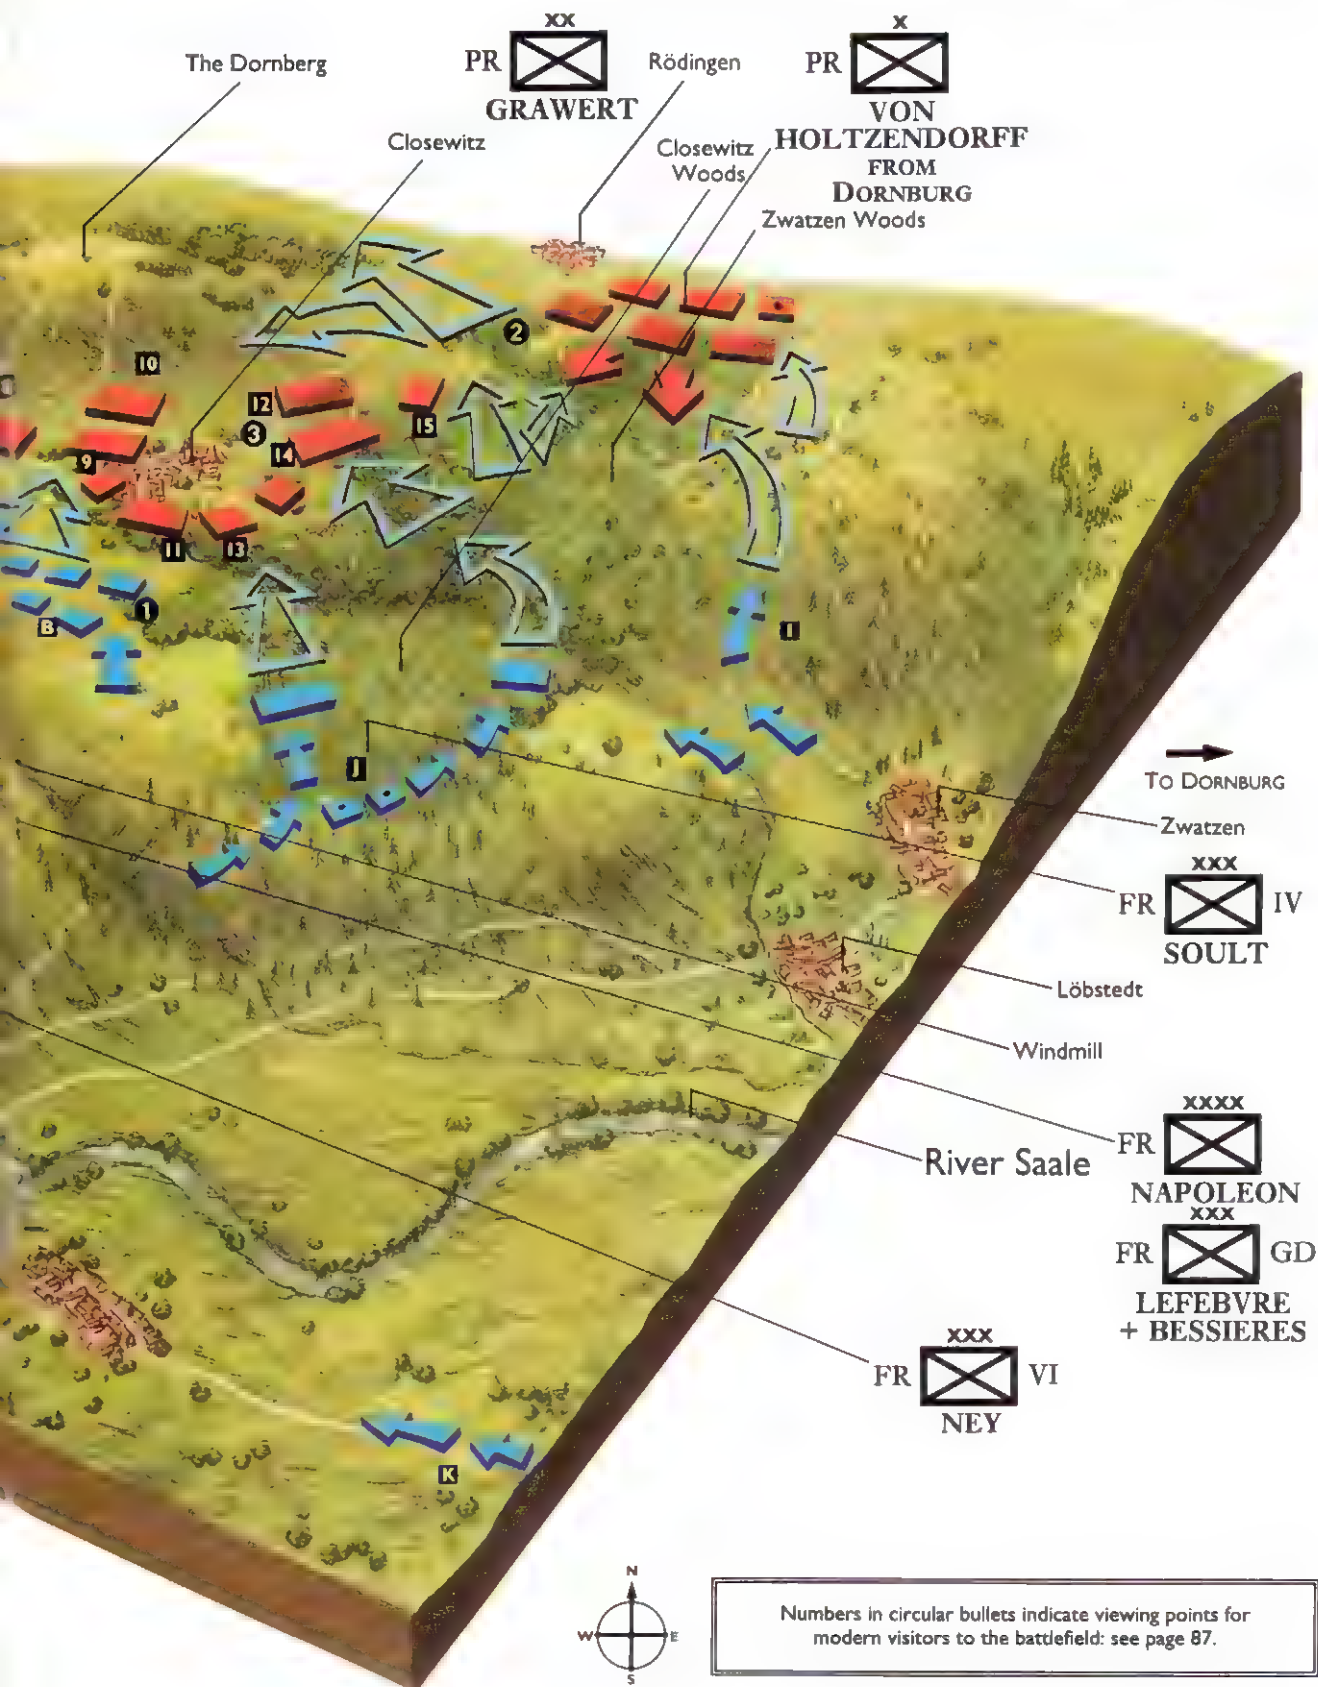 xx
PR
GRAWERT
x
PR
VON
HOLTZENDORFF
FROM
DORNBURG
The Dornberg
Rödingen
Closewitz
Closewitz
Woods
Zwatzen Woods
10
12
3
15
14
9
11
13
2
1
B
I
J
K
TO DORNBURG
Zwatzen
xxx
FR
IV
SOULT
Löbstedt
Windmill
xxxx
FR
NAPOLEON
River Saale
xxx
FR
GD
LEFEBVRE
+ BESSIERES
xxx
FR
VI
NEY
N
W
E
S
Numbers in circular bullets indicate viewing points for
modern visitors to the battlefield: see page 87.